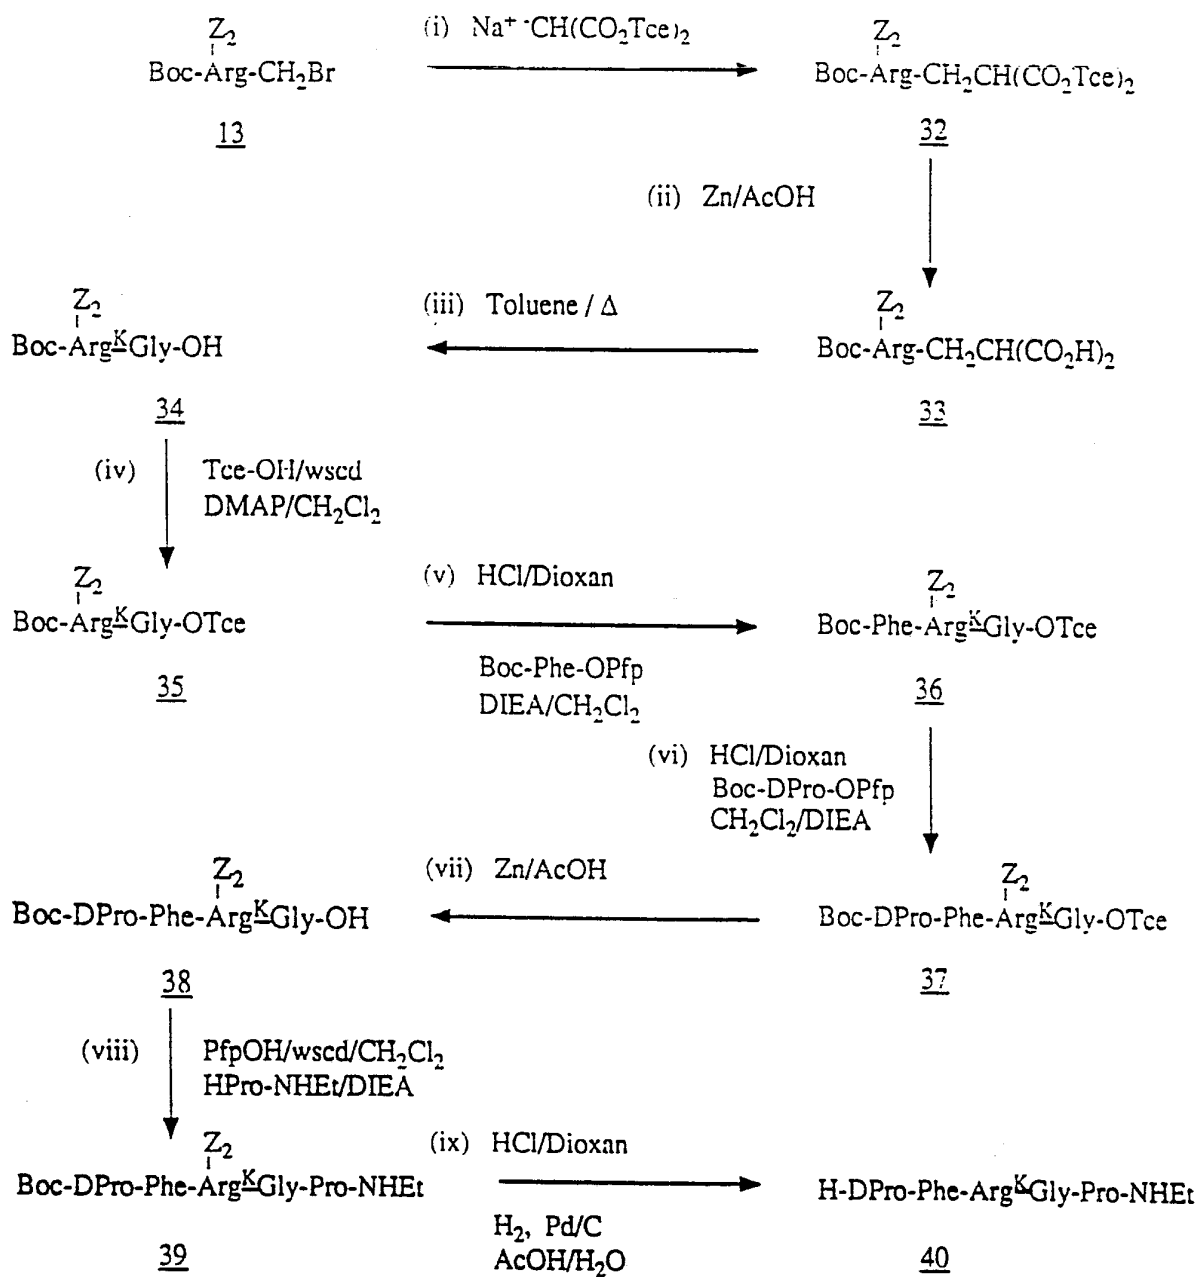 Z2
Boc-Arg-CH2Br
13
(i) Na+ -CH(CO2Tce)2
Z2
Boc-Arg-CH2CH(CO2Tce)2
32
(ii) Zn/AcOH
Z2
Boc-Arg-CH2CH(CO2H)2
33
(iii) Toluene / Δ
Z2
Boc-ArgKGly-OH
34
(iv) Tce-OH/wscd
DMAP/CH2Cl2
Z2
Boc-ArgKGly-OTce
35
(v) HCl/Dioxan
Boc-Phe-OPfp
DIEA/CH2Cl2
Z2
Boc-Phe-ArgKGly-OTce
36
(vi) HCl/Dioxan
Boc-DPro-OPfp
CH2Cl2/DIEA
Z2
Boc-DPro-Phe-ArgKGly-OTce
37
(vii) Zn/AcOH
Z2
Boc-DPro-Phe-ArgKGly-OH
38
(viii) PfpOH/wscd/CH2Cl2
HPro-NHEt/DIEA
Z2
Boc-DPro-Phe-ArgKGly-Pro-NHEt
39
(ix) HCl/Dioxan
H2, Pd/C
AcOH/H2O
H-DPro-Phe-ArgKGly-Pro-NHEt
40